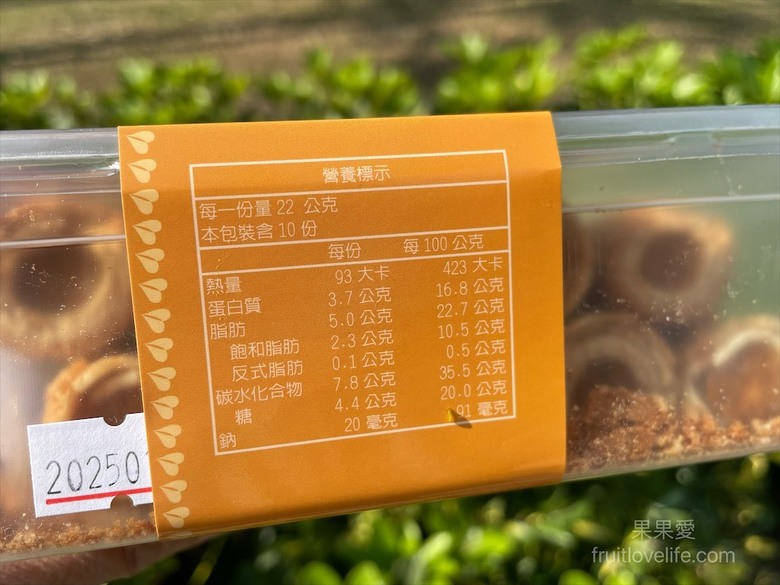 營養標示
每一份量 22 公克
本包裝含 10 份
每份 每 100 公克
熱量 93 大卡 423 大卡
蛋白質 3.7 公克 16.8 公克
脂肪 5.0 公克 22.7 公克
飽和脂肪 2.3 公克 10.5 公克
反式脂肪 0.1 公克 0.5 公克
碳水化合物 7.8 公克 35.5 公克
糖 4.4 公克 20.0 公克
鈉 20 毫克 91 毫克
20250
果果愛
fruitlovelife.com